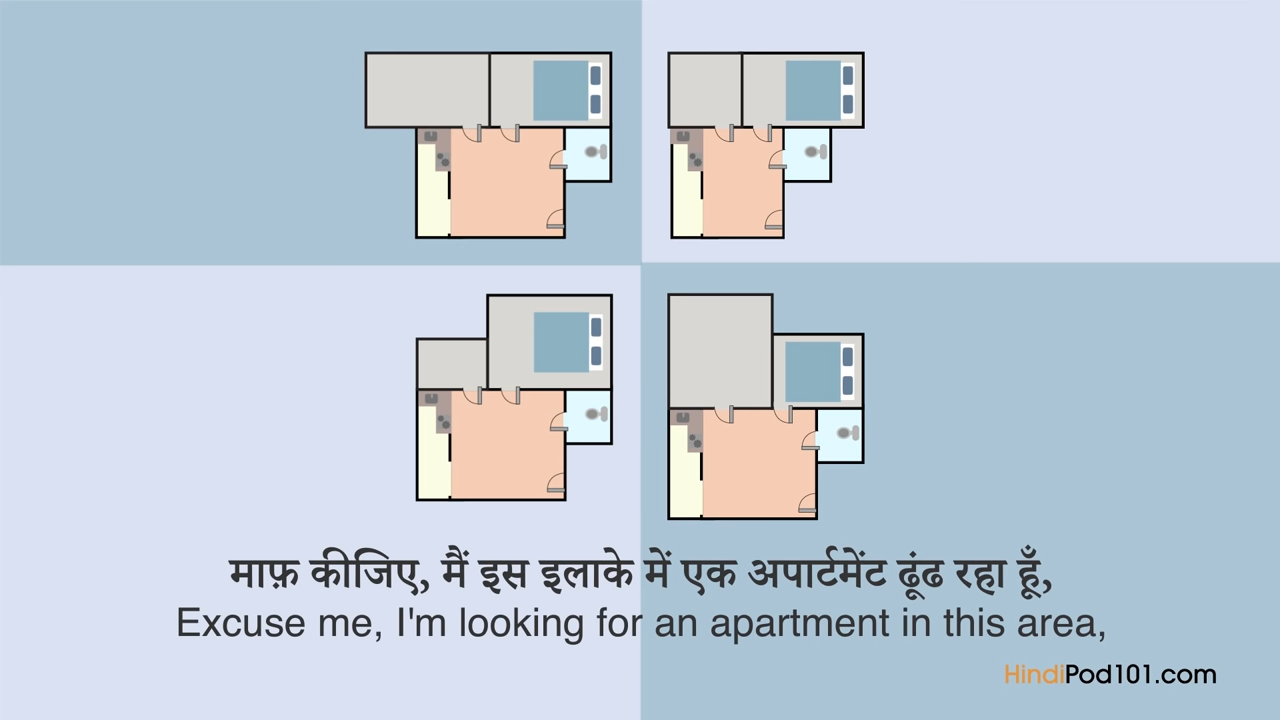 माफ़ कीजिए, मैं इस इलाके में एक अपार्टमेंट ढूंढ रहा हूँ,
Excuse me, I'm looking for an apartment in this area,
HindiPod101.com